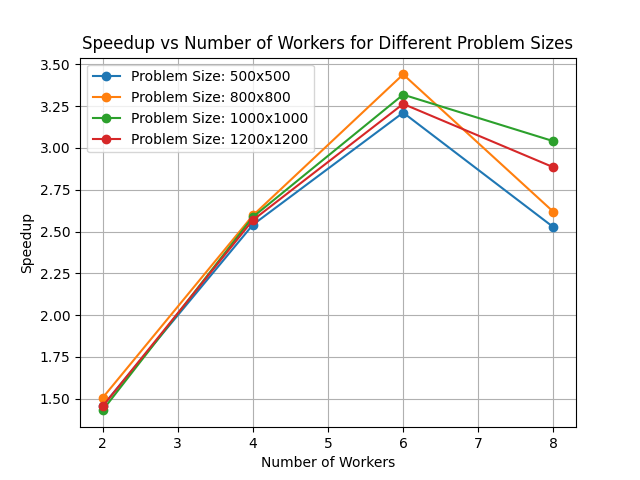 Speedup vs Number of Workers for Different Problem Sizes
3.50
3.25
3.00
2.75
2.50
2.25
2.00
1.75
1.50
Speedup
Problem Size: 500x500
Problem Size: 800x800
Problem Size: 1000x1000
Problem Size: 1200x1200
2 3 4 5 6 7 8
Number of Workers